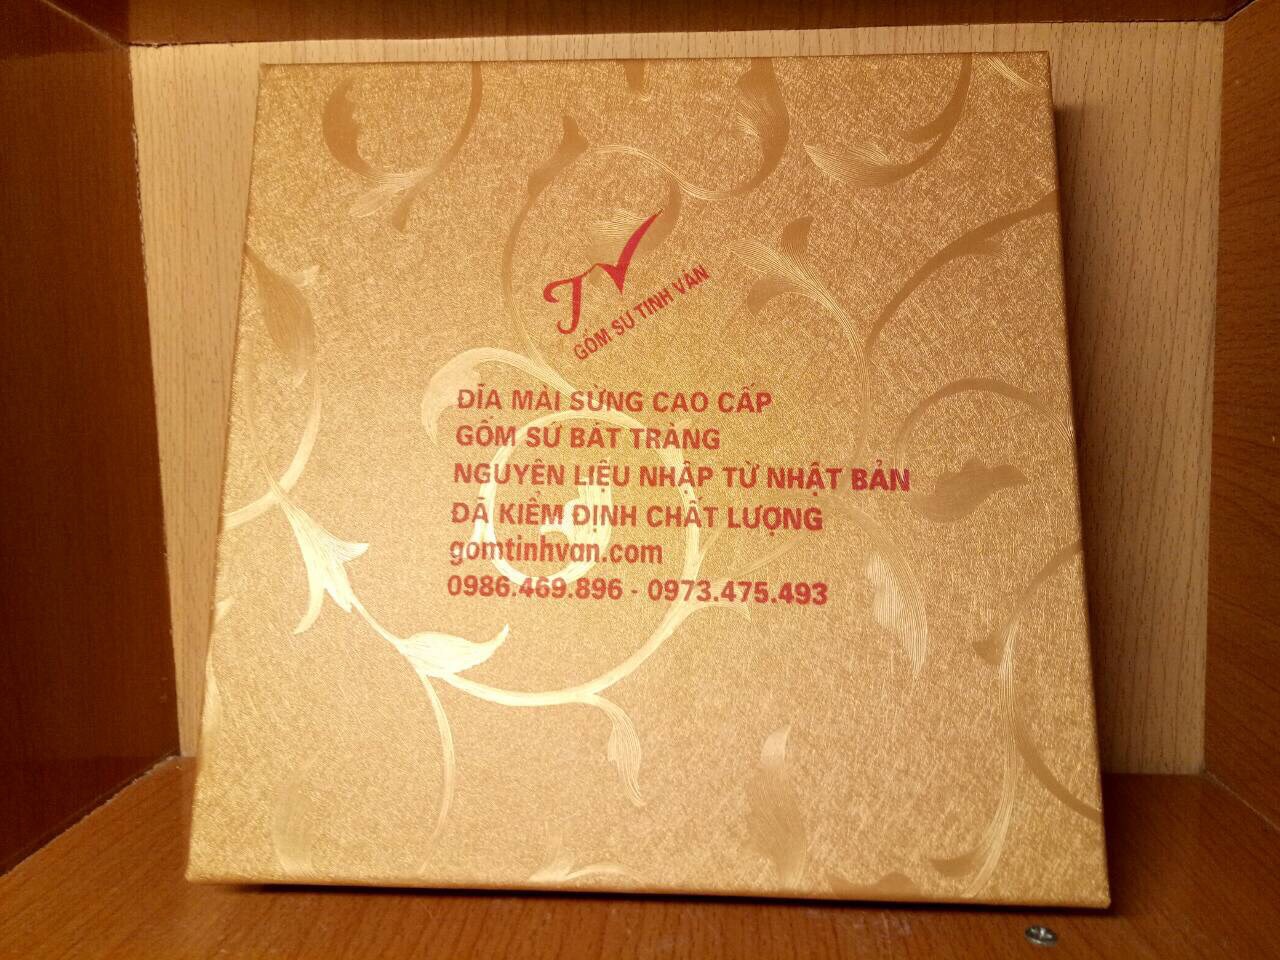 TV
GỐM SỨ TINH VÂN
ĐĨA MÀI SỪNG CAO CẤP
GỐM SỨ BÁT TRÀNG
NGUYÊN LIỆU NHẬP TỪ NHẬT BẢN
ĐÃ KIỂM ĐỊNH CHẤT LƯỢNG
gomtinhvan.com
0986.469.896 - 0973.475.493